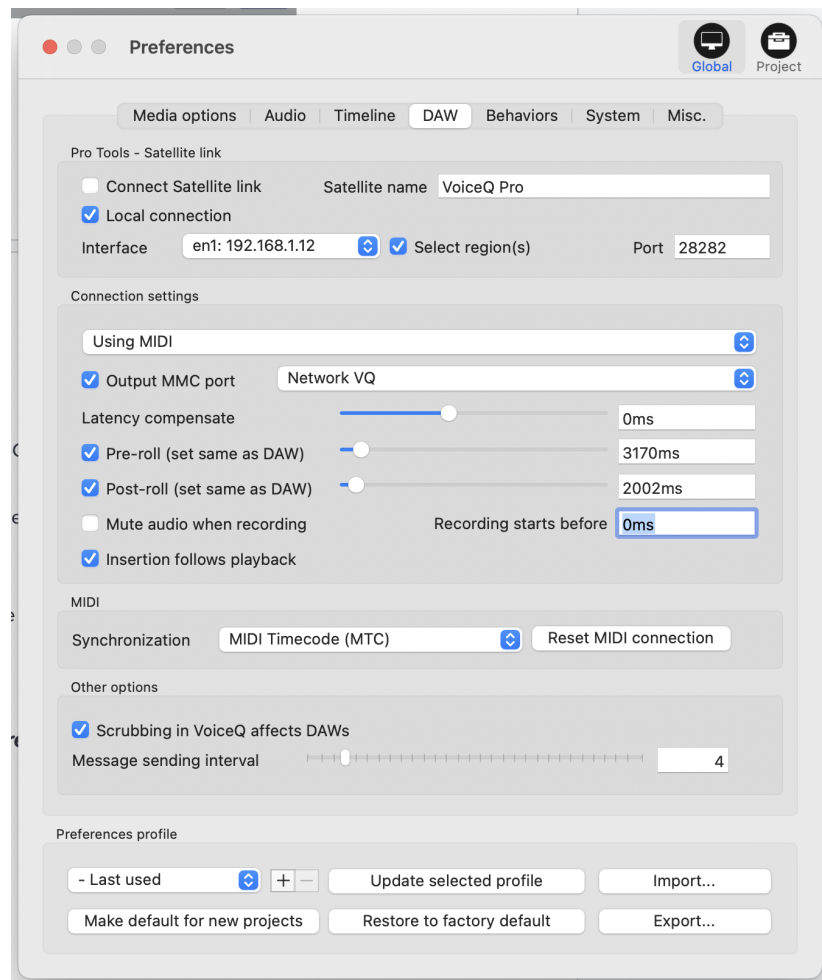 Preferences
Global
Project
Media options
Audio
Timeline
DAW
Behaviors
System
Misc.
Pro Tools - Satellite link
Connect Satellite link
Satellite name
VoiceQ Pro
Local connection
Interface
en1: 192.168.1.12
Select region(s)
Port
28282
Connection settings
Using MIDI
Output MMC port
Network VQ
Latency compensate
0ms
Pre-roll (set same as DAW)
3170ms
Post-roll (set same as DAW)
2002ms
Mute audio when recording
Recording starts before
0ms
Insertion follows playback
MIDI
Synchronization
MIDI Timecode (MTC)
Reset MIDI connection
Other options
Scrubbing in VoiceQ affects DAWs
Message sending interval
4
Preferences profile
- Last used
Update selected profile
Import...
Make default for new projects
Restore to factory default
Export...